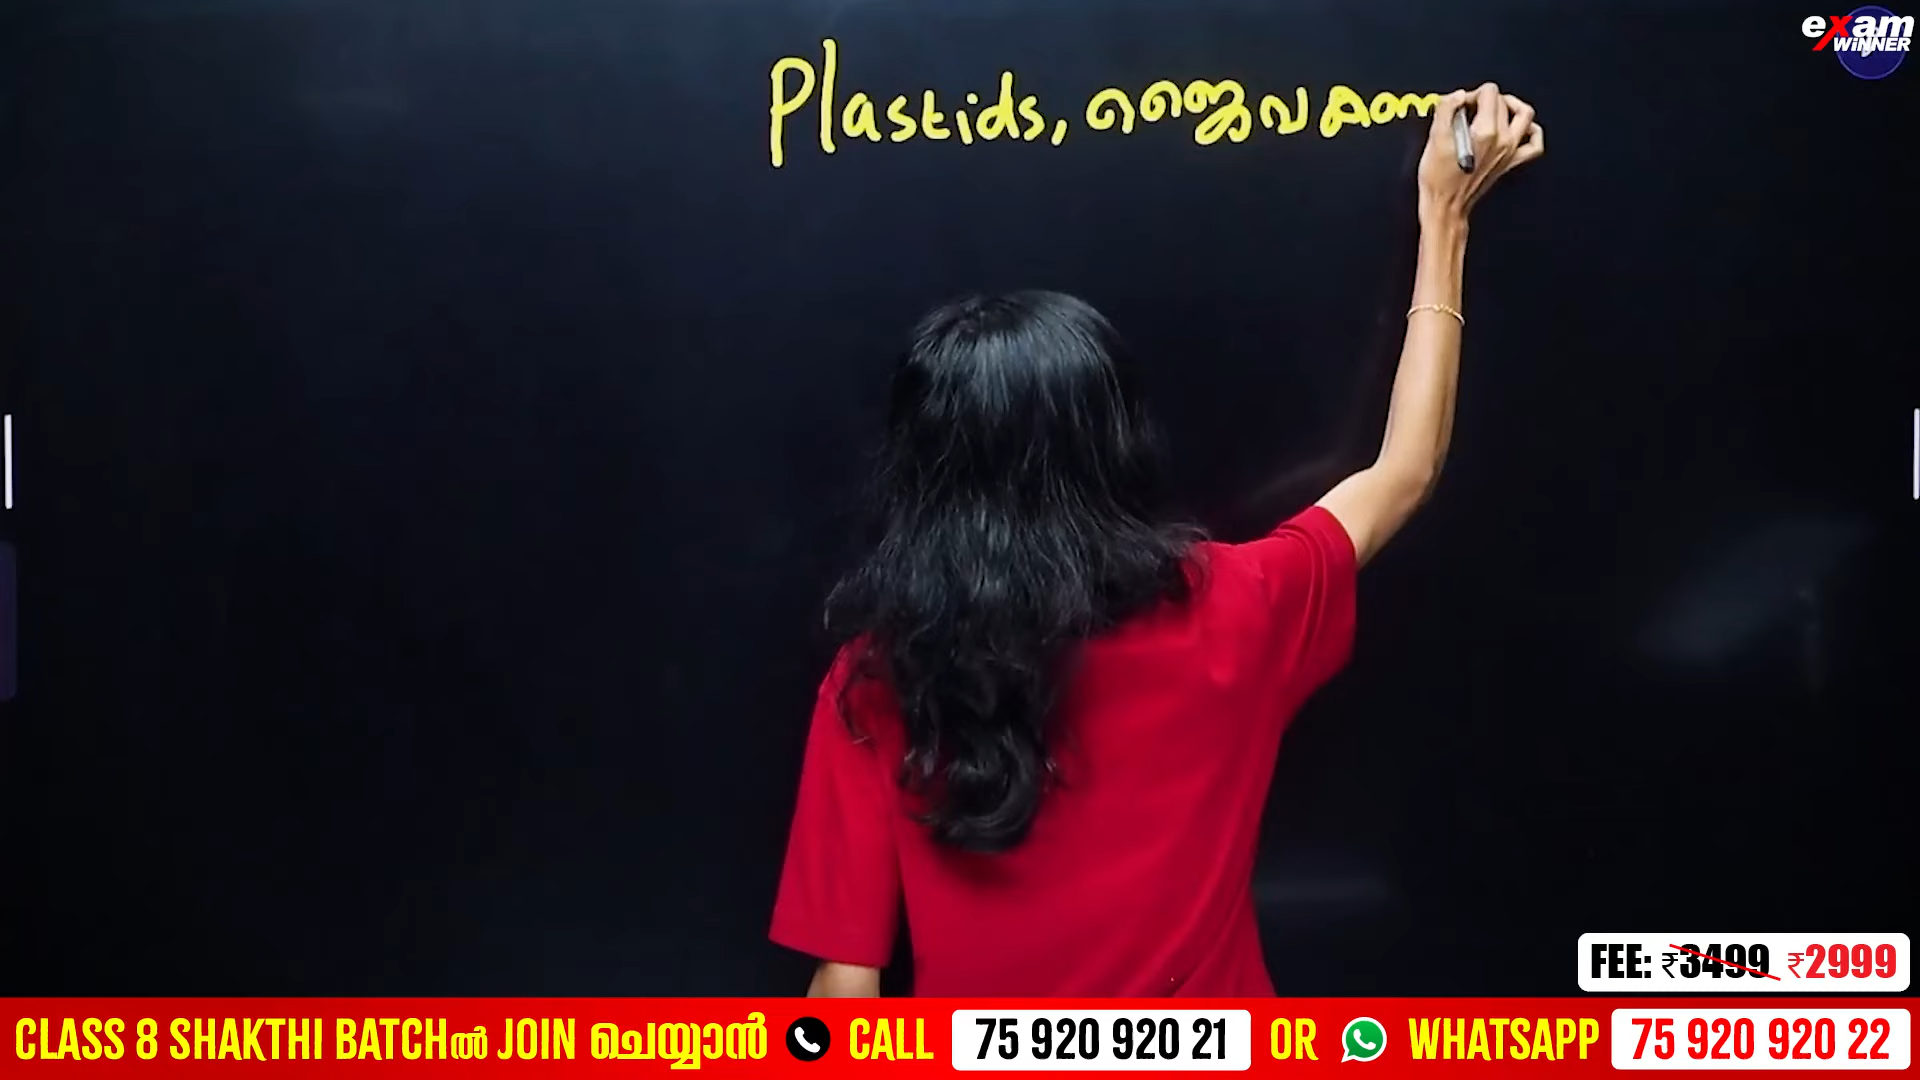 exam
WINNER
Plastids, ജൈവകണ
FEE: ₹3499 ₹2999
CLASS 8 SHAKTHI BATCHൽ JOIN ചെയ്യാൻ CALL 75 920 920 21 OR WHATSAPP 75 920 920 22